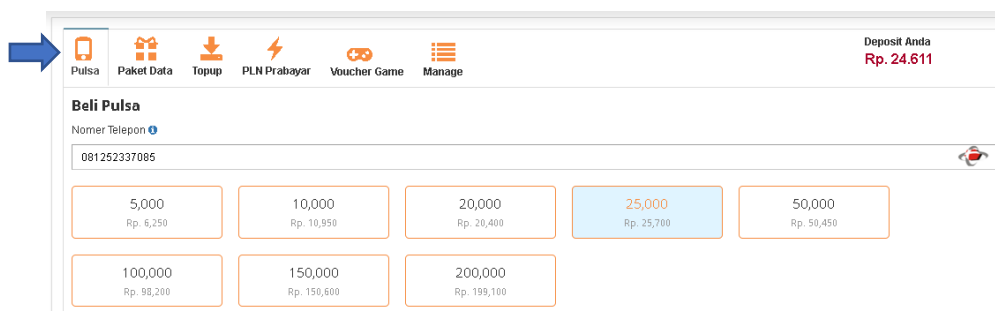 Pulsa
Paket Data
Topup
PLN Prabayar
Voucher Game
Manage
Deposit Anda
Rp. 24.611
Beli Pulsa
Nomer Telepon
081252337085
5,000
Rp. 6,250
10,000
Rp. 10,950
20,000
Rp. 20,400
25,000
Rp. 25,700
50,000
Rp. 50,450
100,000
Rp. 98,200
150,000
Rp. 150,600
200,000
Rp. 199,100